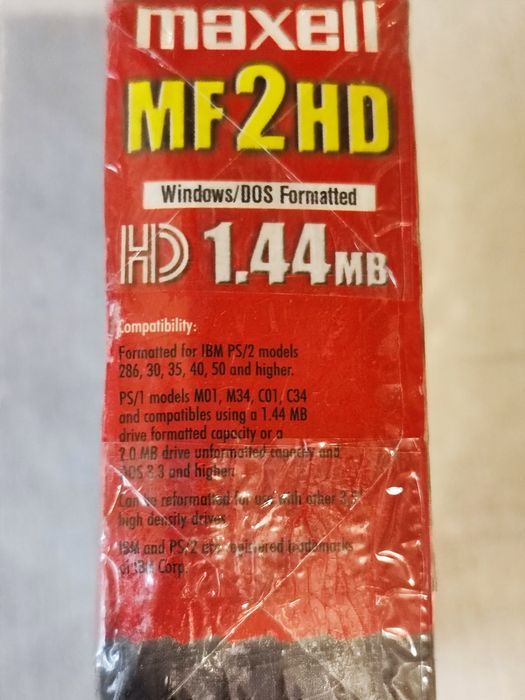 maxell
MF2HD
Windows/DOS Formatted
HD 1.44MB
Compatibility:
Formatted for IBM PS/2 models
286, 30, 35, 40, 50 and higher.
PS/1 models M01, M34, C01, C34
and compatibles using a 1.44 MB
drive formatted capacity or a
2.0 MB drive unformatted capacity and
DOS 3.3 and higher.
Can be reformatted for use with other 3.5"
high density drives.
IBM and PS/2 are registered trademarks
of IBM Corp.